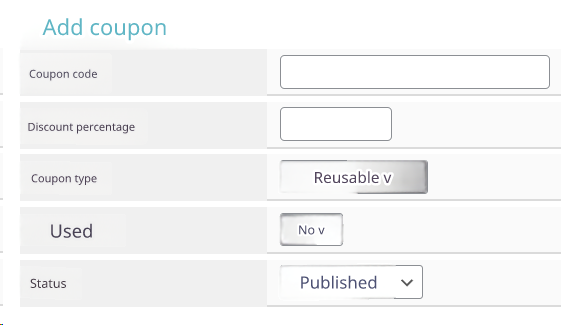 Add coupon
Coupon code
Discount percentage
Coupon type
Reusable v
Used
No v
Status
Published